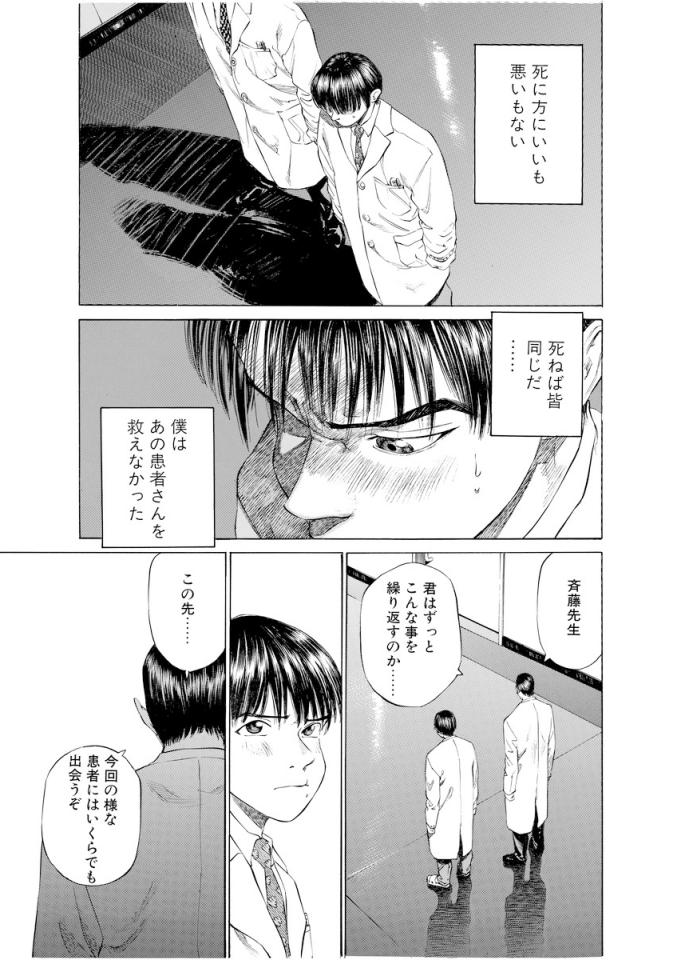 死に方にいいも
悪いもない
死ねば皆
同じだ
……
僕は
あの患者さんを
救えなかった
斉藤先生
君はずっと
こんな事を
繰り返すのか……
この先……
今回の様な
患者にはいくらでも
出会うぞ